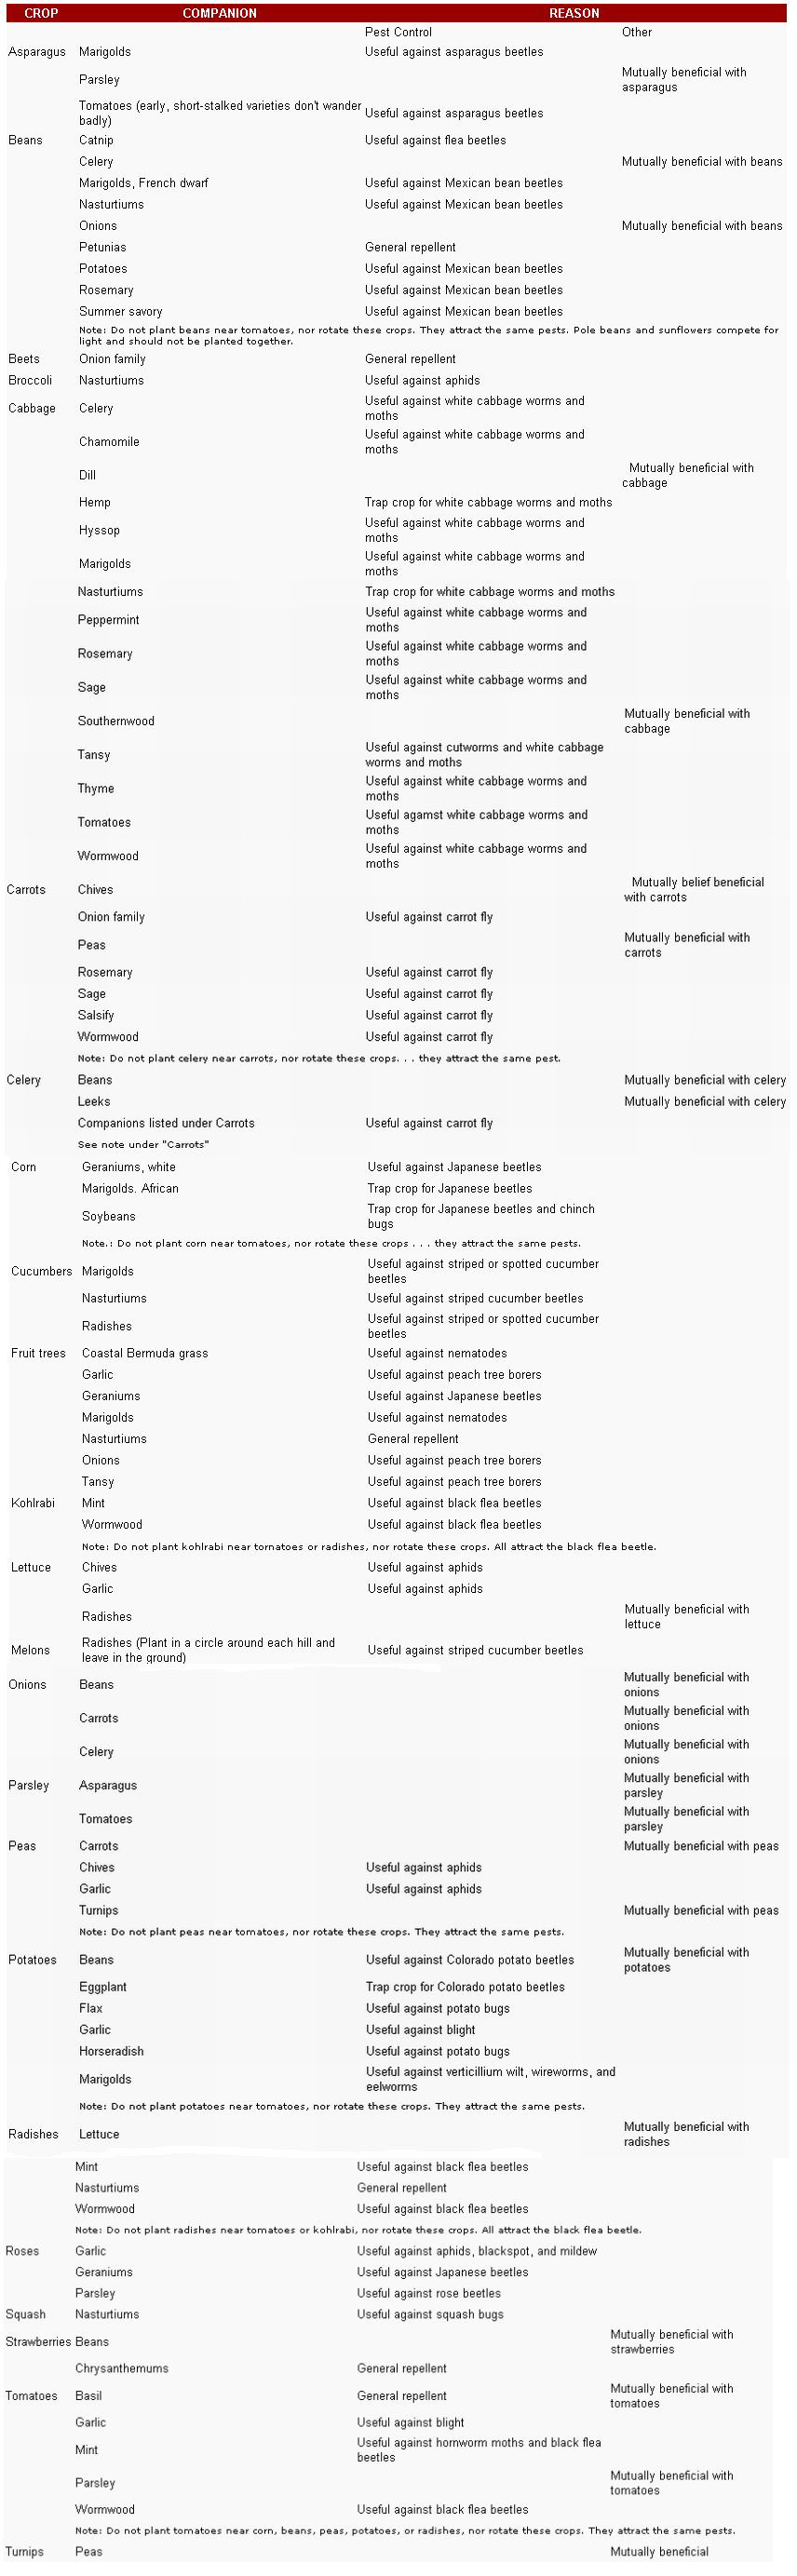 CROP COMPANION REASON
Pest Control Other
Asparagus Marigolds Useful against asparagus beetles
Parsley Mutually beneficial with
asparagus
Tomatoes (early, short-stalked varieties don't wander
badly) Useful against asparagus beetles
Beans Catnip Useful against flea beetles
Celery Mutually beneficial with beans
Marigolds, French dwarf Useful against Mexican bean beetles
Nasturtiums Useful against Mexican bean beetles
Onions Mutually beneficial with beans
Petunias General repellent
Potatoes Useful against Mexican bean beetles
Rosemary Useful against Mexican bean beetles
Summer savory Useful against Mexican bean beetles
Note: Do not plant beans near tomatoes, nor rotate these crops. They attract the same pests. Pole beans and sunflowers compete for
light and should not be planted together.
Beets Onion family General repellent
Broccoli Nasturtiums Useful against aphids
Cabbage Celery Useful against white cabbage worms and
moths
Chamomile Useful against white cabbage worms and
moths
Dill Mutually beneficial with
cabbage
Hemp Trap crop for white cabbage worms and moths
Hyssop Useful against white cabbage worms and
moths
Marigolds Useful against white cabbage worms and
moths
Nasturtiums Trap crop for white cabbage worms and moths
Peppermint Useful against white cabbage worms and
moths
Rosemary Useful against white cabbage worms and
moths
Sage Useful against white cabbage worms and
moths
Southernwood Mutually beneficial with
cabbage
Tansy Useful against cutworms and white cabbage
worms and moths
Thyme Useful against white cabbage worms and
moths
Tomatoes Useful agamst white cabbage worms and
moths
Wormwood Useful against white cabbage worms and
moths
Carrots Chives Mutually belief beneficial
with carrots
Onion family Useful against carrot fly
Peas Mutually beneficial with
carrots
Rosemary Useful against carrot fly
Sage Useful against carrot fly
Salsify Useful against carrot fly
Wormwood Useful against carrot fly
Note: Do not plant celery near carrots, nor rotate these crops. . . they attract the same pest.
Celery Beans Mutually beneficial with celery
Leeks Mutually beneficial with celery
Companions listed under Carrots Useful against carrot fly
See note under "Carrots"
Corn Geraniums, white Useful against Japanese beetles
Marigolds. African Trap crop for Japanese beetles
Soybeans Trap crop for Japanese beetles and chinch
bugs
Note.: Do not plant corn near tomatoes, nor rotate these crops . . . they attract the same pests.
Cucumbers Marigolds Useful against striped or spotted cucumber
beetles
Nasturtiums Useful against striped cucumber beetles
Radishes Useful against striped or spotted cucumber
beetles
Fruit trees Coastal Bermuda grass Useful against nematodes
Garlic Useful against peach tree borers
Geraniums Useful against Japanese beetles
Marigolds Useful against nematodes
Nasturtiums General repellent
Onions Useful against peach tree borers
Tansy Useful against peach tree borers
Kohlrabi Mint Useful against black flea beetles
Wormwood Useful against black flea beetles
Note: Do not plant kohlrabi near tornatoes or radishes, nor rotate these crops. All attract the black flea beetle.
Lettuce Chives Useful against aphids
Garlic Useful against aphids
Radishes Mutually beneficial with
lettuce
Melons Radishes (Plant in a circle around each hill and
leave in the ground) Useful against striped cucumber beetles
Onions Beans Mutually beneficial with
onions
Carrots Mutually beneficial with
onions
Celery Mutually beneficial with
onions
Parsley Asparagus Mutually beneficial with
parsley
Tomatoes Mutually beneficial with
parsley
Peas Carrots Mutually beneficial with peas
Chives Useful against aphids
Garlic Useful against aphids
Turnips Mutually beneficial with peas
Note: Do not plant peas near tomatoes, nor rotate these crops. They attract the same pests.
Potatoes Beans Useful against Colorado potato beetles Mutually beneficial with
potatoes
Eggplant Trap crop for Colorado potato beetles
Flax Useful against potato bugs
Garlic Useful against blight
Horseradish Useful against potato bugs
Marigolds Useful against verticillium wilt, wireworms, and
eelworms
Note: Do not plant potatoes near tomatoes, nor rotate these crops. They attract the same pests.
Radishes Lettuce Mutually beneficial with
radishes
Mint Useful against black flea beetles
Nasturtiums General repellent
Wormwood Useful against black flea beetles
Note: Do not plant radishes near tomatoes or kohlrabi, nor rotate these crops. All attract the black flea beetle.
Roses Garlic Useful against aphids, blackspot, and mildew
Geraniums Useful against Japanese beetles
Parsley Useful against rose beetles
Squash Nasturtiums Useful against squash bugs
Strawberries Beans Mutually beneficial with
strawberries
Chrysanthemums General repellent
Tomatoes Basil General repellent Mutually beneficial with
tomatoes
Garlic Useful against blight
Mint Useful against hornworm moths and black flea
beetles
Parsley Mutually beneficial with
tomatoes
Wormwood Useful against black flea beetles
Note: Do not plant tomatoes near corn, beans, peas, potatoes, or radishes, nor rotate these crops. They attract the same pests.
Turnips Peas Mutually beneficial